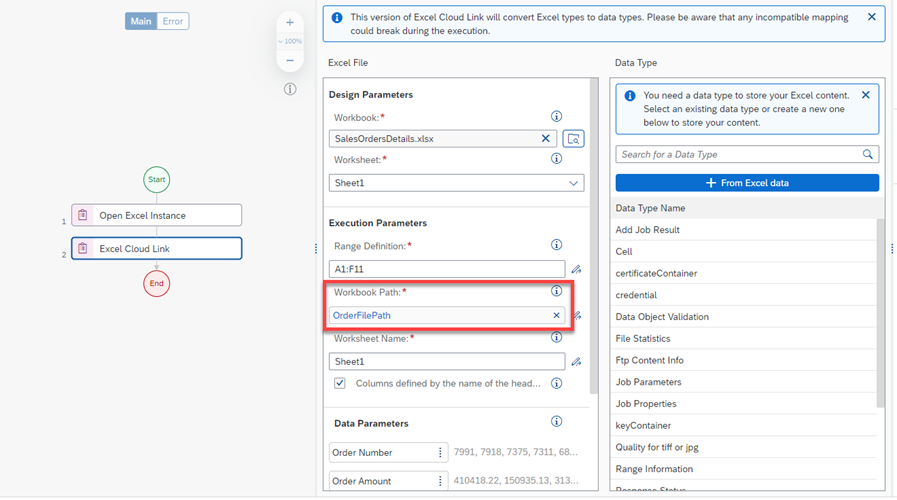 Main Error
100%
Start
1 Open Excel Instance
2 Excel Cloud Link
End
This version of Excel Cloud Link will convert Excel types to data types. Please be aware that any incompatible mapping
could break during the execution.
Excel File
Design Parameters
Workbook:*
SalesOrdersDetails.xlsx
Worksheet:*
Sheet1
Execution Parameters
Range Definition:*
A1:F11
Workbook Path:*
OrderFilePath
Worksheet Name:*
Sheet1
Columns defined by the name of the head...
Data Parameters
Order Number 7991, 7918, 7375, 7311, 68...
Order Amount 410418.22, 150935.13, 313...
Data Type
You need a data type to store your Excel content.
Select an existing data type or create a new one
below to store your content.
Search for a Data Type
+ From Excel data
Data Type Name
Add Job Result
Cell
certificateContainer
credential
Data Object Validation
File Statistics
Ftp Content Info
Job Parameters
Job Properties
keyContainer
Quality for tiff or jpg
Range Information
Response Status